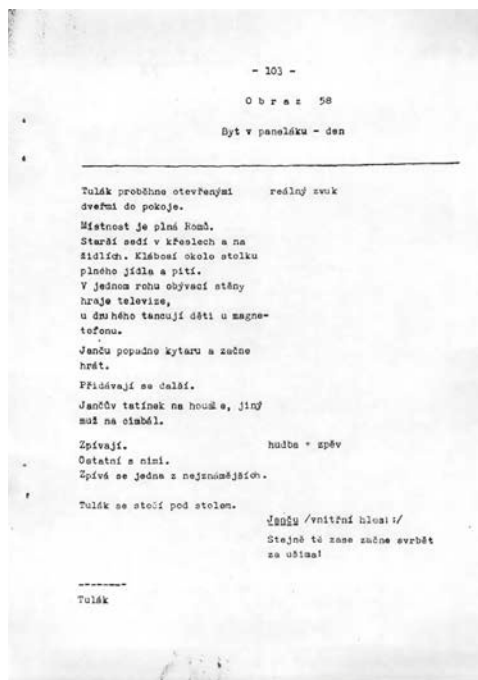 - 103 -
Obraz 58
Byt v paneláku - den
Tulák proběhne otevřenými
dveřmi do pokoje.
reálný zvuk
Místnost je plná Romů.
Starší sedí v křeslech a na
židlích. Klábosí okolo stolku
plného jídla a pití.
V jednom rohu obývací stěny
hraje televize,
u druhého tancují děti u magne-
tofonu.
Janču popadne kytaru a začne
hrát.
Přidávají se další.
Jančův tatínek na housle, jiný
muž na cimbál.
Zpívají.
hudba + zpěv
Ostatní s nimi.
Zpívá se jedna z nejznámějších.
Tulák se stočí pod stolem.
Janču /vnitřní hlas:/
Stejně tě zase začne svrbět
za ušima!
-------
Tulák